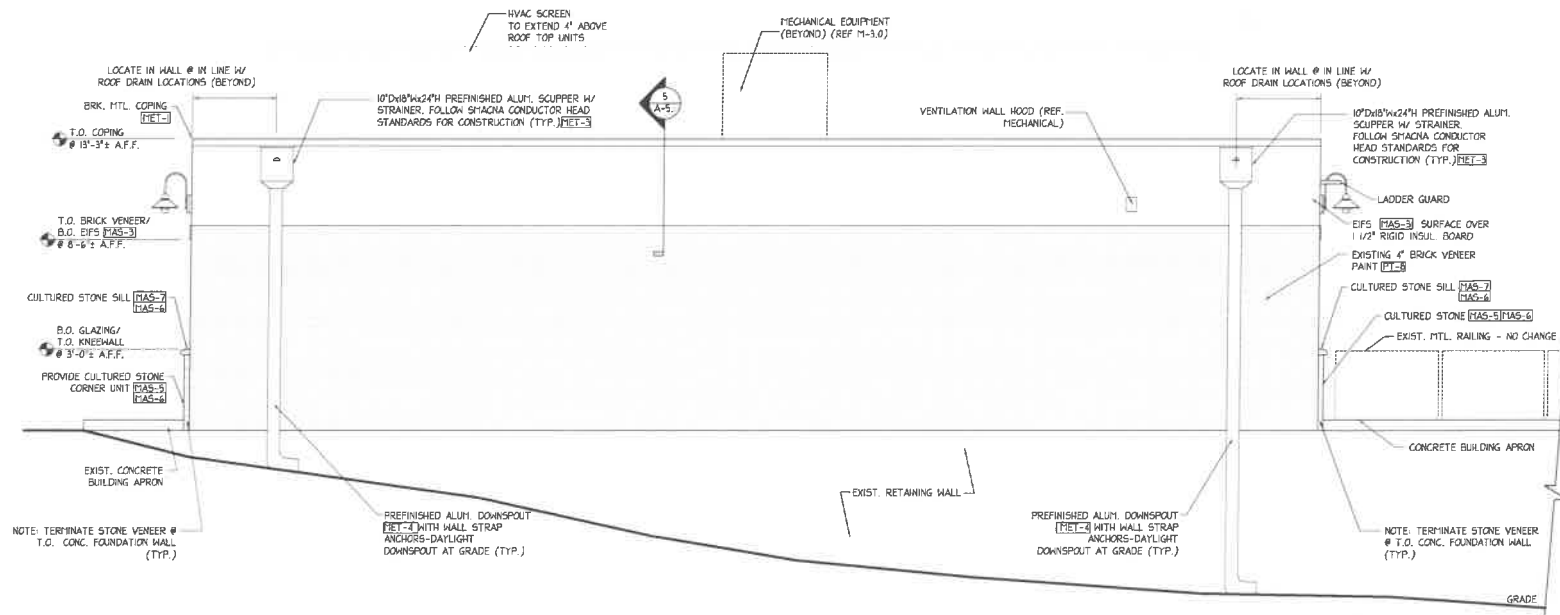 HVAC SCREEN
TO EXTEND 4" ABOVE
ROOF TOP UNITS
MECHANICAL EQUIPMENT
(BEYOND) (REF M-3.0)
LOCATE IN WALL @ IN LINE W/
ROOF DRAIN LOCATIONS (BEYOND)
BRK. MTL. COPING
MET-1
T.O. COPING
@ 13'-3"± A.F.F.
10"Dx18"Wx24"H PREFINISHED ALUM. SCUPPER W/
STRAINER. FOLLOW SMACNA CONDUCTOR HEAD
STANDARDS FOR CONSTRUCTION (TYP.) MET-3
5
A-5.
VENTILATION WALL HOOD (REF.
MECHANICAL)
LOCATE IN WALL @ IN LINE W/
ROOF DRAIN LOCATIONS (BEYOND)
10"Dx18"Wx24"H PREFINISHED ALUM.
SCUPPER W/ STRAINER.
FOLLOW SMACNA CONDUCTOR
HEAD STANDARDS FOR
CONSTRUCTION (TYP.) MET-3
LADDER GUARD
T.O. BRICK VENEER/
B.O. EIFS MAS-3
@ 8'-6"± A.F.F.
EIFS MAS-3 SURFACE OVER
1 1/2" RIGID INSUL. BOARD
EXISTING 4" BRICK VENEER
PAINT PT-8
CULTURED STONE SILL MAS-7
MAS-6
CULTURED STONE SILL MAS-7
MAS-6
CULTURED STONE MAS-5 MAS-6
B.O. GLAZING/
T.O. KNEEWALL
@ 3'-0"± A.F.F.
EXIST. MTL. RAILING - NO CHANGE
PROVIDE CULTURED STONE
CORNER UNIT MAS-5
MAS-6
EXIST. CONCRETE
BUILDING APRON
CONCRETE BUILDING APRON
EXIST. RETAINING WALL
NOTE: TERMINATE STONE VENEER @
T.O. CONC. FOUNDATION WALL
(TYP.)
PREFINISHED ALUM. DOWNSPOUT
MET-4 WITH WALL STRAP
ANCHORS-DAYLIGHT
DOWNSPOUT AT GRADE (TYP.)
PREFINISHED ALUM. DOWNSPOUT
MET-4 WITH WALL STRAP
ANCHORS-DAYLIGHT
DOWNSPOUT AT GRADE (TYP.)
NOTE: TERMINATE STONE VENEER
@ T.O. CONC. FOUNDATION WALL
(TYP.)
GRADE